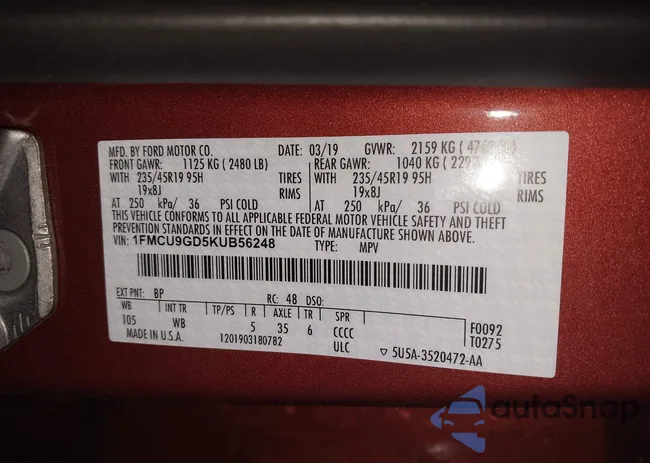 MFD. BY FORD MOTOR CO. DATE: 03/19 GVWR: 2159 KG
FRONT GAWR: 1125 KG (2480 LB) REAR GAWR: 1040 KG
WITH 235/45R19 95H TIRES WITH 235/45R19 95H TIRES
19x8J RIMS 19x8J RIMS
AT 250 kPa/ 36 PSI COLD AT 250 kPa/ 36 PSI COLD
THIS VEHICLE CONFORMS TO ALL APPLICABLE FEDERAL MOTOR VEHICLE SAFETY AND THEFT
PREVENTION STANDARDS IN EFFECT ON THE DATE OF MANUFACTURE SHOWN ABOVE.
VIN: 1FMCU9GD5KUB56248 TYPE: MPV
EXT PNT: BP RC: 48 DSO:
WB INT TR TP/PS R AXLE TR SPR F0092
105 WB 5 35 6 CCCC T0275
MADE IN U.S.A. 1201903180782 ULC ▽5U5A-3520472-AA
autoSnap